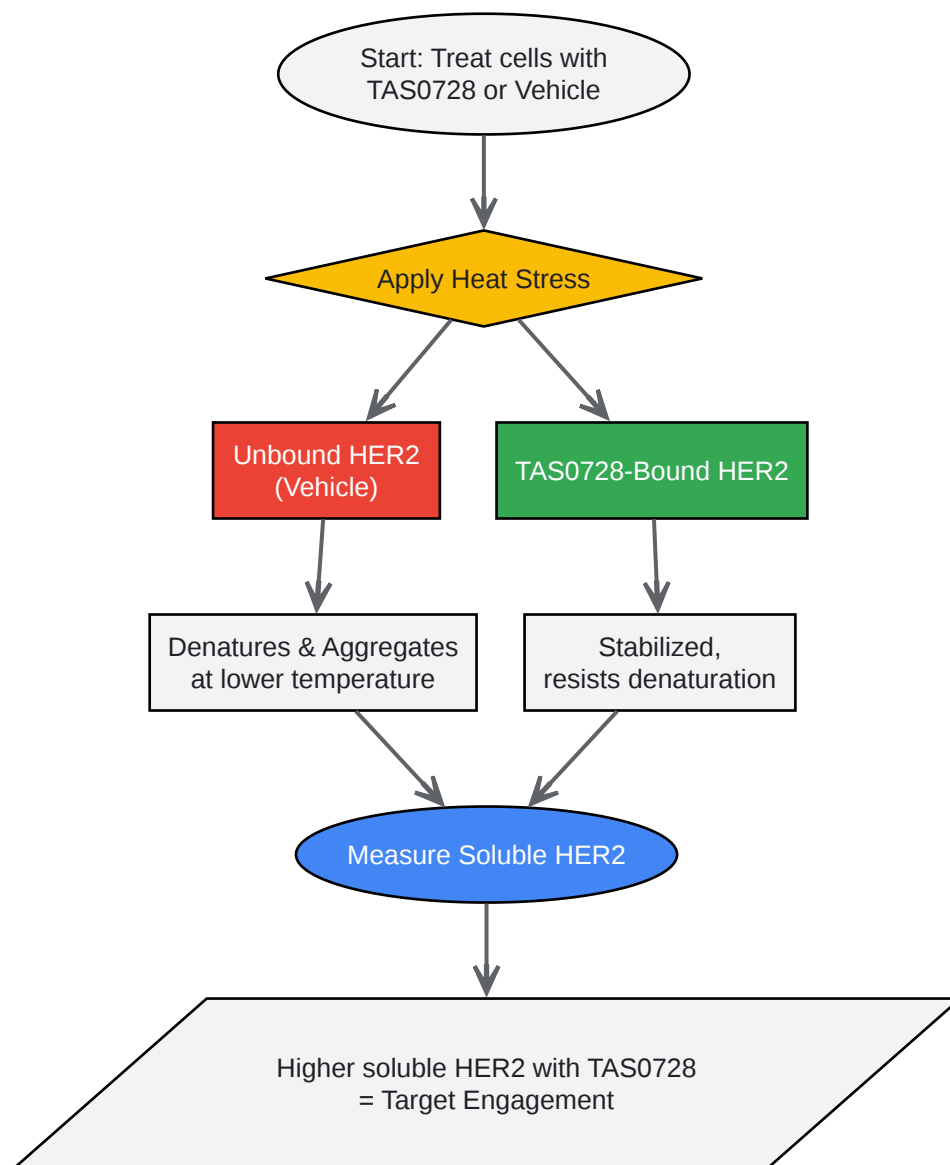 Start: Treat cells with
TAS0728 or Vehicle
Apply Heat Stress
Unbound HER2
(Vehicle)
TAS0728-Bound HER2
Denatures & Aggregates
at lower temperature
Stabilized,
resists denaturation
Measure Soluble HER2
Higher soluble HER2 with TAS0728
= Target Engagement